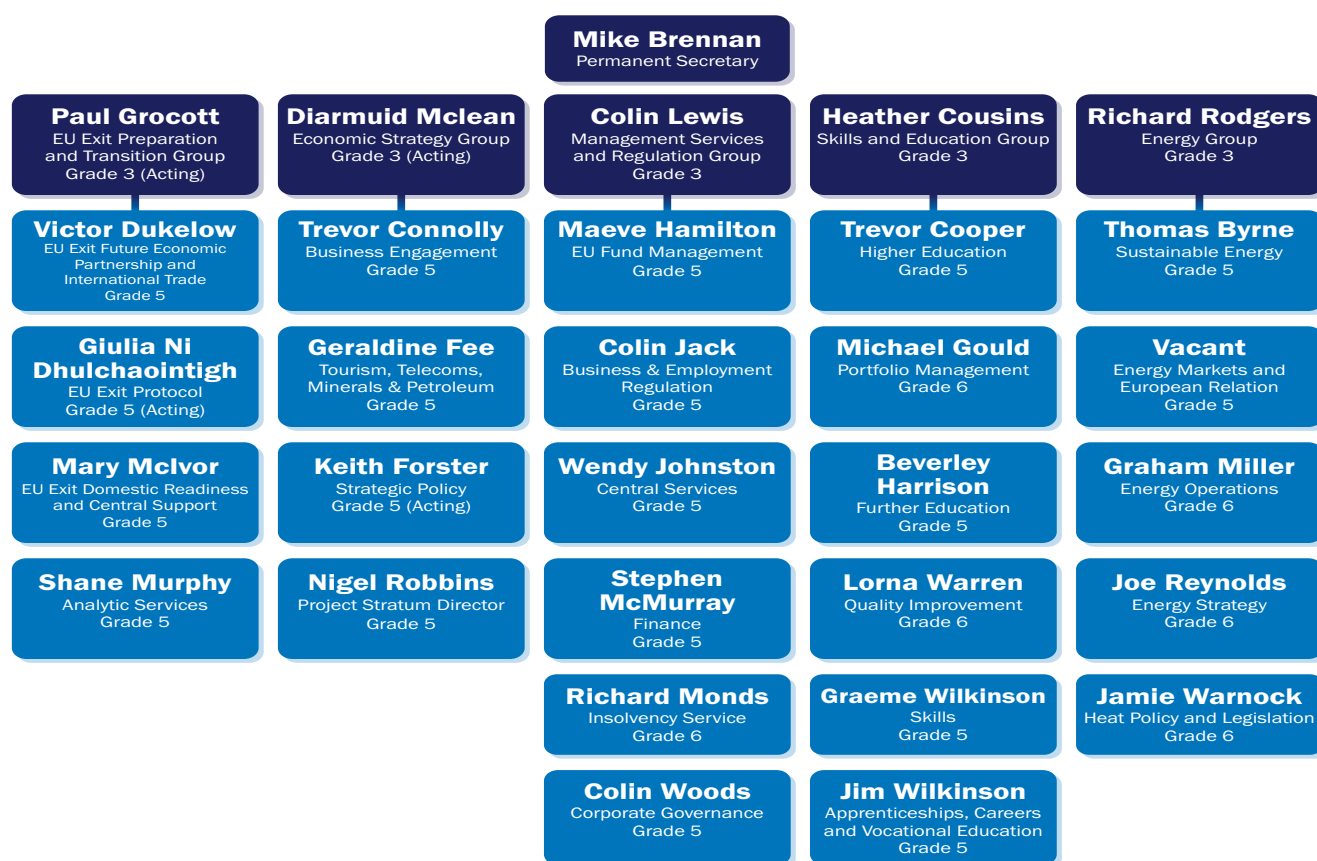 Mike Brennan
Permanent Secretary
Paul Grocott
EU Exit Preparation
and Transition Group
Grade 3 (Acting)
Diarmuid Mclean
Economic Strategy Group
Grade 3 (Acting)
Colin Lewis
Management Services
and Regulation Group
Grade 3
Heather Cousins
Skills and Education Group
Grade 3
Richard Rodgers
Energy Group
Grade 3
Victor Dukelow
EU Exit Future Economic
Partnership and
International Trade
Grade 5
Trevor Connolly
Business Engagement
Grade 5
Maeve Hamilton
EU Fund Management
Grade 5
Trevor Cooper
Higher Education
Grade 5
Thomas Byrne
Sustainable Energy
Grade 5
Giulia Ni
Dhulchaointigh
EU Exit Protocol
Grade 5 (Acting)
Geraldine Fee
Tourism, Telecoms,
Minerals & Petroleum
Grade 5
Colin Jack
Business & Employment
Regulation
Grade 5
Michael Gould
Portfolio Management
Grade 6
Vacant
Energy Markets and
European Relation
Grade 5
Mary McIvor
EU Exit Domestic Readiness
and Central Support
Grade 5
Keith Forster
Strategic Policy
Grade 5 (Acting)
Wendy Johnston
Central Services
Grade 5
Beverley
Harrison
Further Education
Grade 5
Graham Miller
Energy Operations
Grade 6
Shane Murphy
Analytic Services
Grade 5
Nigel Robbins
Project Stratum Director
Grade 5
Stephen
McMurray
Finance
Grade 5
Lorna Warren
Quality Improvement
Grade 6
Joe Reynolds
Energy Strategy
Grade 6
Richard Monds
Insolvency Service
Grade 6
Graeme Wilkinson
Skills
Grade 5
Jamie Warnock
Heat Policy and Legislation
Grade 6
Colin Woods
Corporate Governance
Grade 5
Jim Wilkinson
Apprenticeships, Careers
and Vocational Education
Grade 5